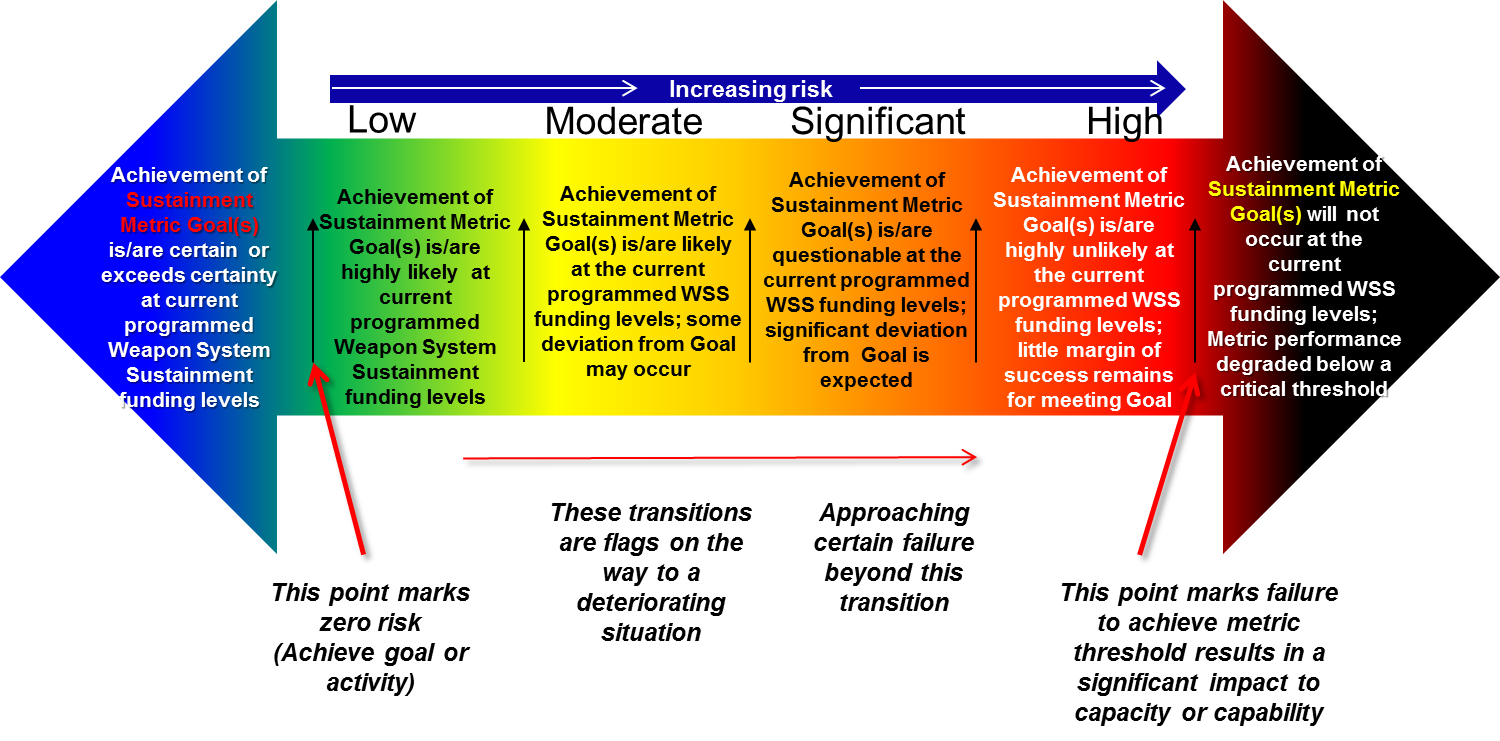 Increasing risk
Low
Moderate
Significant
High
Achievement of
Sustainment
Metric Goal(s)
is/are certain or
exceeds certainty
at current
programmed
Weapon System
Sustainment
funding levels
Achievement of
Sustainment Metric
Goal(s) is/are
highly likely at
current
programmed
Weapon System
Sustainment
funding levels
Achievement of
Sustainment Metric
Goal(s) is/are likely
at the current
programmed WSS
funding levels; some
deviation from Goal
may occur
Achievement of
Sustainment Metric
Goal(s) is/are
questionable at the
current programmed
WSS funding levels;
significant deviation
from Goal is
expected
Achievement of
Sustainment Metric
Goal(s) is/are
highly unlikely at
the current
programmed WSS
funding levels;
little margin of
success remains
for meeting Goal
Achievement of
Sustainment Metric
Goal(s) will not
occur at the
current
programmed WSS
funding levels;
Metric performance
degraded below a
critical threshold
This point marks
zero risk
(Achieve goal or
activity)
These transitions
are flags on the
way to a
deteriorating
situation
Approaching
certain failure
beyond this
transition
This point marks failure
to achieve metric
threshold results in a
significant impact to
capacity or capability